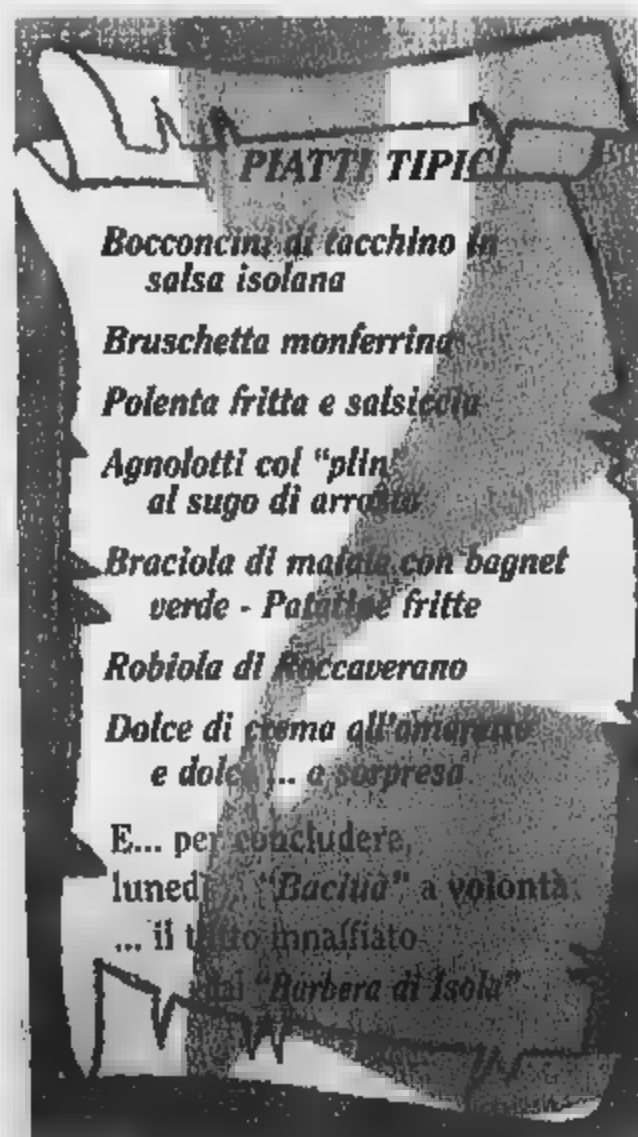 PIATTI TIPICI
Bocconcini di tacchino in
salsa isolana
Bruschetta monferrina
Polenta fritta e salsiccia
Agnolotti col "plin"
al sugo di arrosto
Braciola di maiale con bagnet
verde - Patatine fritte
Robiola di Roccaverano
Dolce di crema all'amaretto
e dolce ... a sorpresa
E... per concludere,
lunedì, a volontà
... il tutto innaffiato
dai "Barbera di Isola"